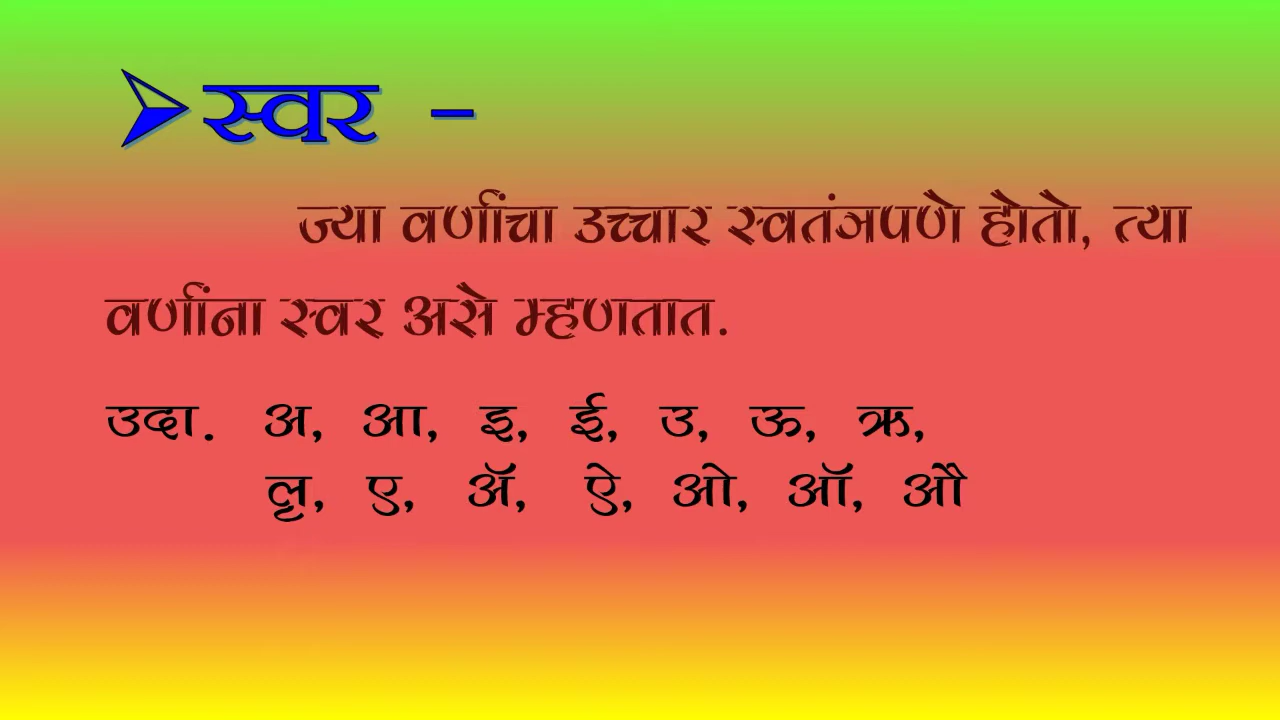 स्वर -
ज्या वर्णांचा उच्चार स्वतंत्रपणे होतो, त्या
वर्णांना स्वर असे म्हणतात.
उदा. अ, आ, इ, ई, उ, ऊ, ऋ,
लृ, ए, ॲ, ऐ, ओ, ऑ, औ